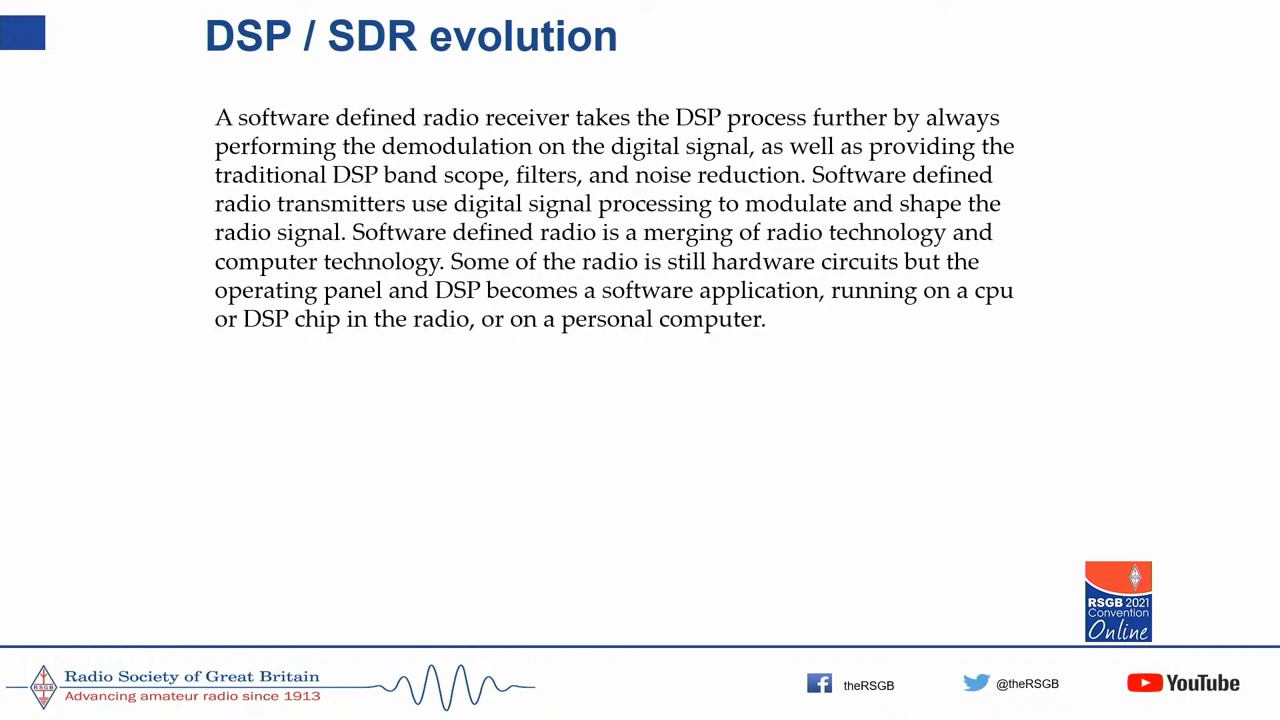 DSP / SDR evolution
A software defined radio receiver takes the DSP process further by always
performing the demodulation on the digital signal, as well as providing the
traditional DSP band scope, filters, and noise reduction. Software defined
radio transmitters use digital signal processing to modulate and shape the
radio signal. Software defined radio is a merging of radio technology and
computer technology. Some of the radio is still hardware circuits but the
operating panel and DSP becomes a software application, running on a cpu
or DSP chip in the radio, or on a personal computer.
RSGB 2021
Convention
Online
RSGB
Radio Society of Great Britain
Advancing amateur radio since 1913
theRSGB
@theRSGB
YouTube